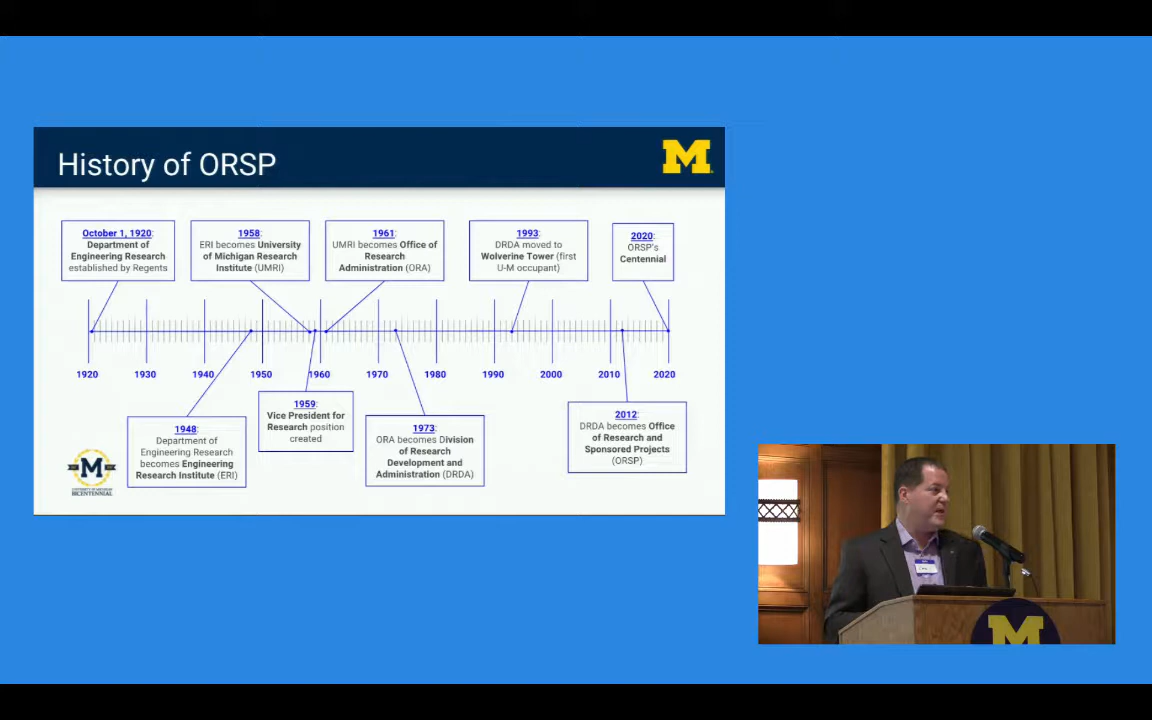 History of ORSP
M
October 1, 1920:
Department of
Engineering Research
established by Regents
1958:
ERI becomes University
of Michigan Research
Institute (UMRI)
1961:
UMRI becomes Office of
Research
Administration (ORA)
1993:
DRDA moved to
Wolverine Tower (first
U-M occupant)
2020:
ORSP's
Centennial
1920 1930 1940 1950 1960 1970 1980 1990 2000 2010 2020
1948:
Department of
Engineering Research
becomes Engineering
Research Institute (ERI)
1959:
Vice President for
Research position
created
1973:
ORA becomes Division
of Research
Development and
Administration (DRDA)
2012:
DRDA becomes Office
of Research and
Sponsored Projects
(ORSP)
M
UNIVERSITY OF MICHIGAN
BICENTENNIAL
M